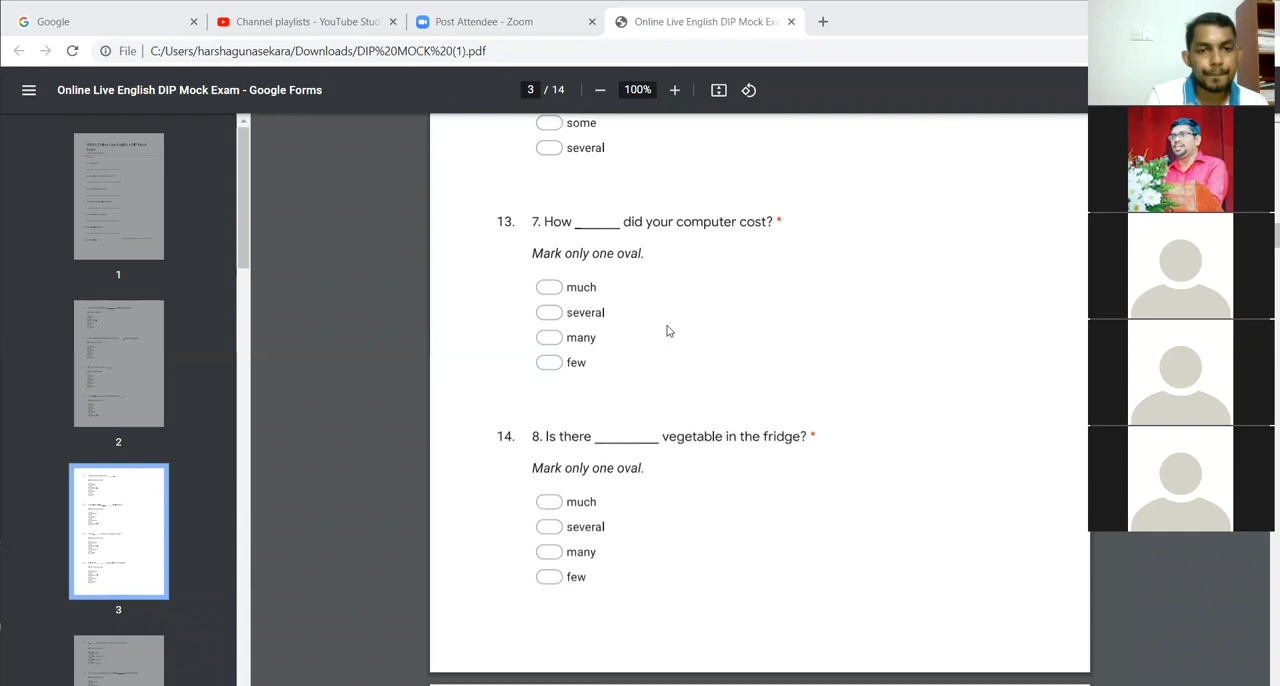 Google
Channel playlists - YouTube Stud
Post Attendee - Zoom
Online Live English DIP Mock Exa
File
C:/Users/harshagunasekara/Downloads/DIP%20MOCK%20(1).pdf
Online Live English DIP Mock Exam - Google Forms
3 / 14
100%
1
2
3
some
several
13. 7. How ______ did your computer cost? *
Mark only one oval.
much
several
many
few
14. 8. Is there _________ vegetable in the fridge? *
Mark only one oval.
much
several
many
few